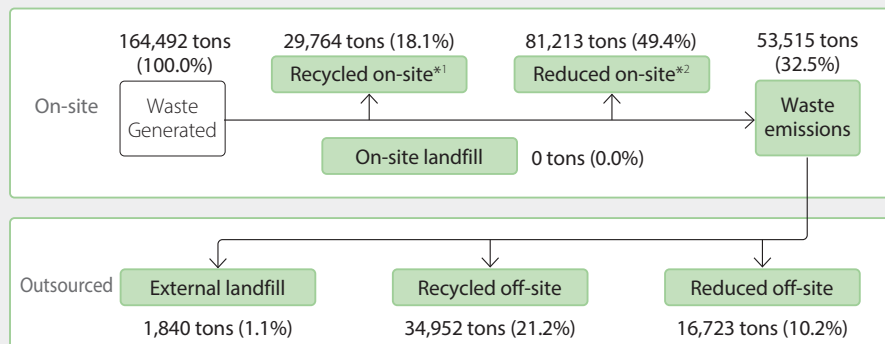 164,492 tons
(100.0%)
29,764 tons (18.1%)
81,213 tons (49.4%)
53,515 tons
(32.5%)
On-site
Waste
Generated
Recycled on-site*1
Reduced on-site*2
Waste
emissions
On-site landfill
0 tons (0.0%)
Outsourced
External landfill
Recycled off-site
Reduced off-site
1,840 tons (1.1%)
34,952 tons (21.2%)
16,723 tons (10.2%)